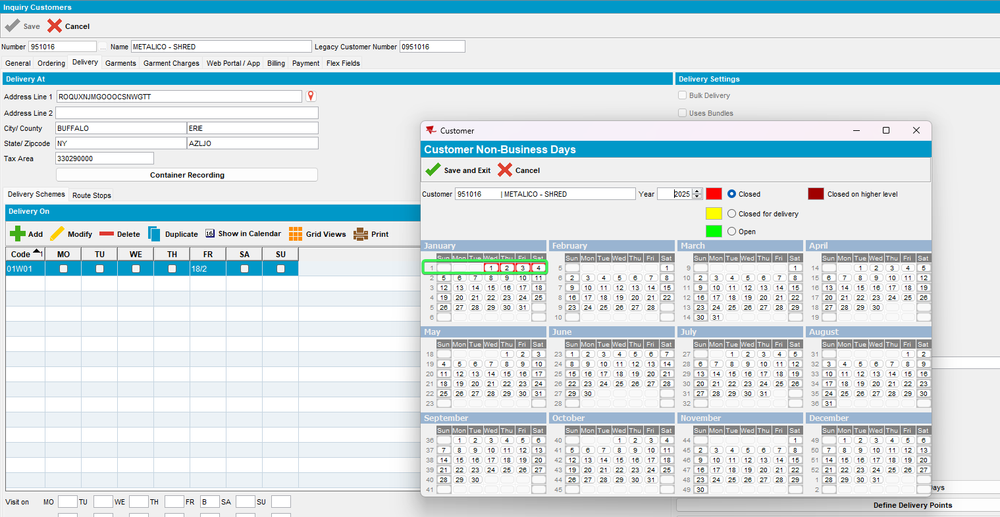 Inquiry Customers
Save Cancel
Number 951016 ... Name METALICO - SHRED Legacy Customer Number 0951016
General Ordering Delivery Garments Garment Charges Web Portal / App Billing Payment Flex Fields
Delivery At
Address Line 1 ROQUXNJMGOOOCSNWGTT
Address Line 2
City/ County BUFFALO ERIE
State/ Zipcode NY AZLJO
Tax Area 330290000
Container Recording
Delivery Schemes Route Stops
Delivery On
Add Modify Delete Duplicate 16 Show in Calendar Grid Views Print
Code 1 MO TU WE TH FR SA SU
01W01 18/2
Visit on MO TU WE TH FR B SA SU
Delivery Settings
Bulk Delivery
Uses Bundles
Days
Define Delivery Points
Customer
Customer Non-Business Days
Save and Exit Cancel
Customer 951016 | METALICO - SHRED Year 2025 Closed Closed on higher level
Closed for delivery
Open
January
Sun Mon Tue Wed Thu Fri Sat
1 1 2 3 4
2 5 6 7 8 9 10 11
3 12 13 14 15 16 17 18
4 19 20 21 22 23 24 25
5 26 27 28 29 30 31
6
February
Sun Mon Tue Wed Thu Fri Sat
5 1
6 2 3 4 5 6 7 8
7 9 10 11 12 13 14 15
8 16 17 18 19 20 21 22
9 23 24 25 26 27 28
10
March
Sun Mon Tue Wed Thu Fri Sat
9 1
10 2 3 4 5 6 7 8
11 9 10 11 12 13 14 15
12 16 17 18 19 20 21 22
13 23 24 25 26 27 28 29
14 30 31
April
Sun Mon Tue Wed Thu Fri Sat
14 1 2 3 4 5
15 6 7 8 9 10 11 12
16 13 14 15 16 17 18 19
17 20 21 22 23 24 25 26
18 27 28 29 30
19
May
Sun Mon Tue Wed Thu Fri Sat
18 1 2 3
19 4 5 6 7 8 9 10
20 11 12 13 14 15 16 17
21 18 19 20 21 22 23 24
22 25 26 27 28 29 30 31
23
June
Sun Mon Tue Wed Thu Fri Sat
23 1 2 3 4 5 6 7
24 8 9 10 11 12 13 14
25 15 16 17 18 19 20 21
26 22 23 24 25 26 27 28
27 29 30
28
July
Sun Mon Tue Wed Thu Fri Sat
27 1 2 3 4 5
28 6 7 8 9 10 11 12
29 13 14 15 16 17 18 19
30 20 21 22 23 24 25 26
31 27 28 29 30 31
32
August
Sun Mon Tue Wed Thu Fri Sat
31 1 2
32 3 4 5 6 7 8 9
33 10 11 12 13 14 15 16
34 17 18 19 20 21 22 23
35 24 25 26 27 28 29 30
36 31
September
Sun Mon Tue Wed Thu Fri Sat
36 1 2 3 4 5 6
37 7 8 9 10 11 12 13
38 14 15 16 17 18 19 20
39 21 22 23 24 25 26 27
40 28 29 30
41
October
Sun Mon Tue Wed Thu Fri Sat
40 1 2 3 4
41 5 6 7 8 9 10 11
42 12 13 14 15 16 17 18
43 19 20 21 22 23 24 25
44 26 27 28 29 30 31
45
November
Sun Mon Tue Wed Thu Fri Sat
44 1
45 2 3 4 5 6 7 8
46 9 10 11 12 13 14 15
47 16 17 18 19 20 21 22
48 23 24 25 26 27 28 29
49 30
December
Sun Mon Tue Wed Thu Fri Sat
49 1 2 3 4 5 6
50 7 8 9 10 11 12 13
51 14 15 16 17 18 19 20
52 21 22 23 24 25 26 27
1 28 29 30 31
2